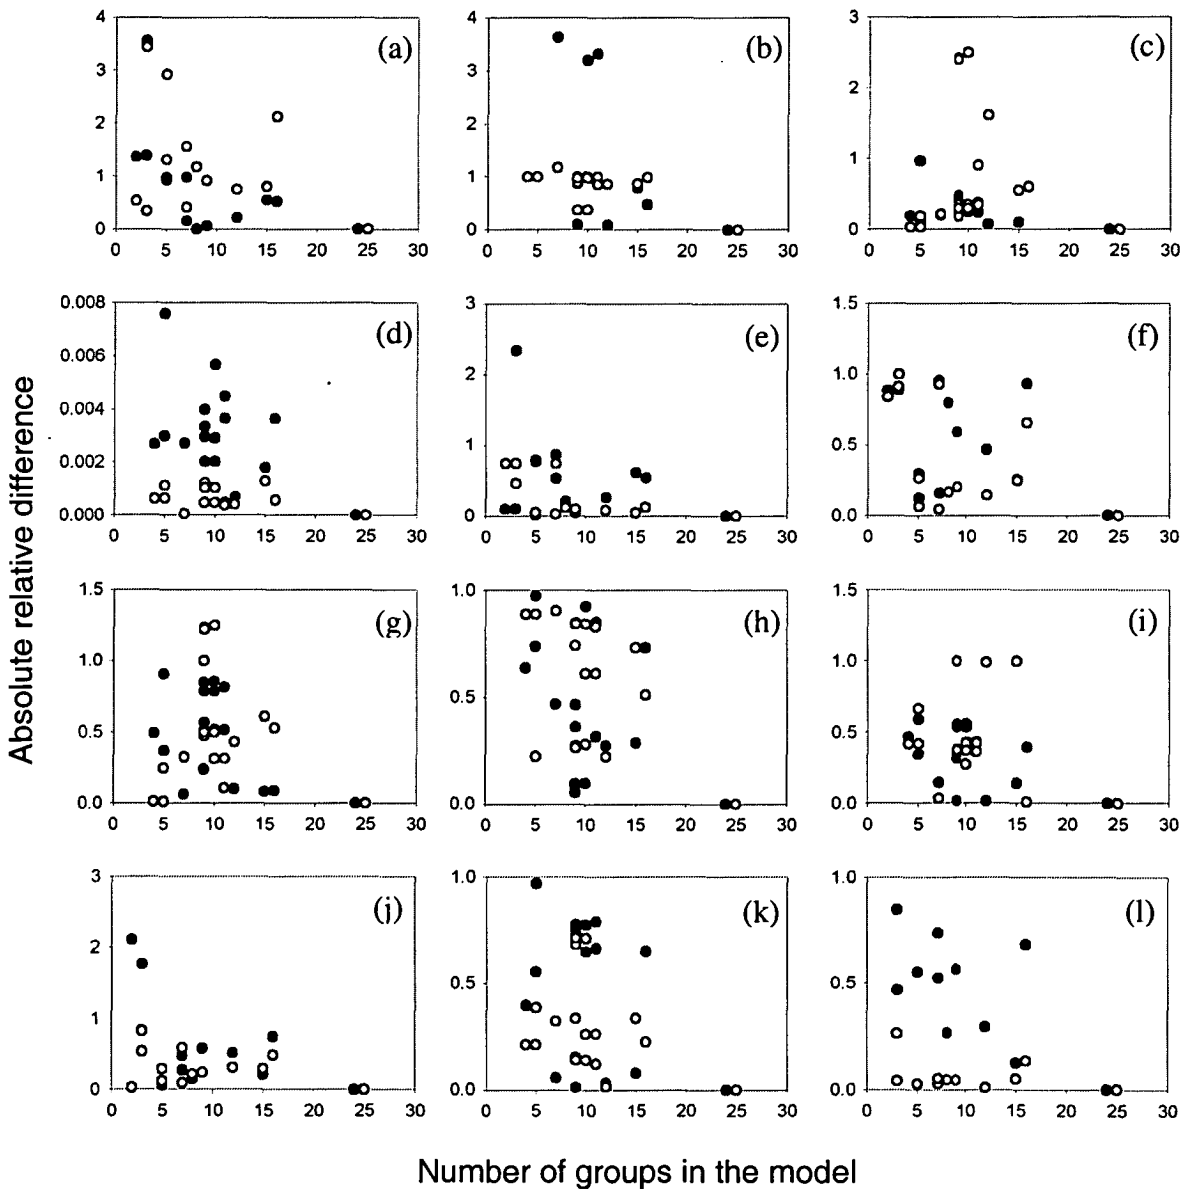 4
3
2
1
0
0 5 10 15 20 25 30
(a)
4
3
2
1
0
0 5 10 15 20 25 30
(b)
3
2
1
0
0 5 10 15 20 25 30
(c)
0.008
0.006
0.004
0.002
0.000
0 5 10 15 20 25 30
(d)
3
2
1
0
0 5 10 15 20 25 30
(e)
1.5
1.0
0.5
0.0
0 5 10 15 20 25 30
(f)
1.5
1.0
0.5
0.0
0 5 10 15 20 25 30
(g)
1.0
0.5
0.0
0 5 10 15 20 25 30
(h)
1.5
1.0
0.5
0.0
0 5 10 15 20 25 30
(i)
3
2
1
0
0 5 10 15 20 25 30
(j)
1.0
0.5
0.0
0 5 10 15 20 25 30
(k)
1.0
0.5
0.0
0 5 10 15 20 25 30
(l)
Absolute relative difference
Number of groups in the model